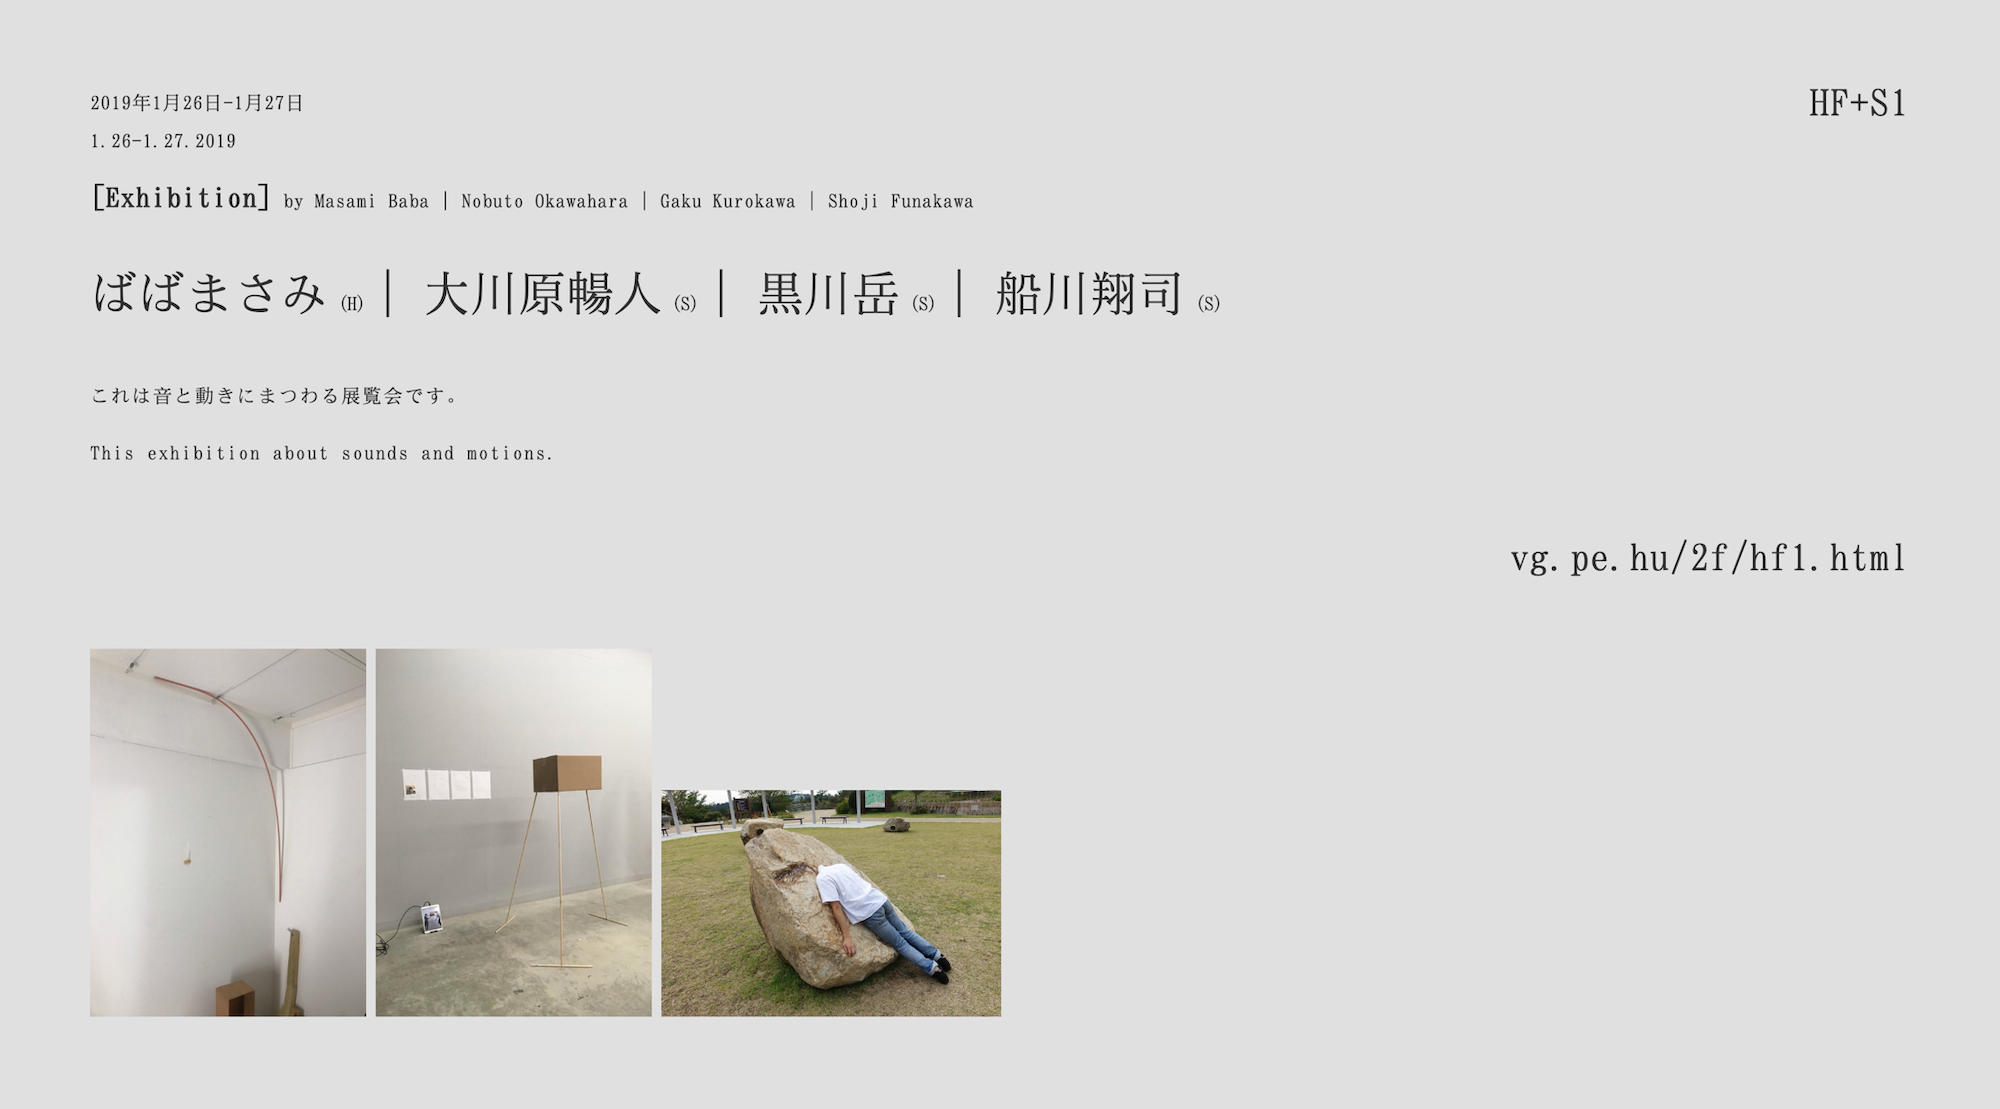 2019年1月26日-1月27日
HF+S1
1.26-1.27.2019
[Exhibition] by Masami Baba | Nobuto Okawahara | Gaku Kurokawa | Shoji Funakawa
ばばまさみ (H) | 大川原暢人 (S) | 黒川岳 (S) | 船川翔司 (S)
これは音と動きにまつわる展覧会です。
This exhibition about sounds and motions.
vg.pe.hu/2f/hf1.html